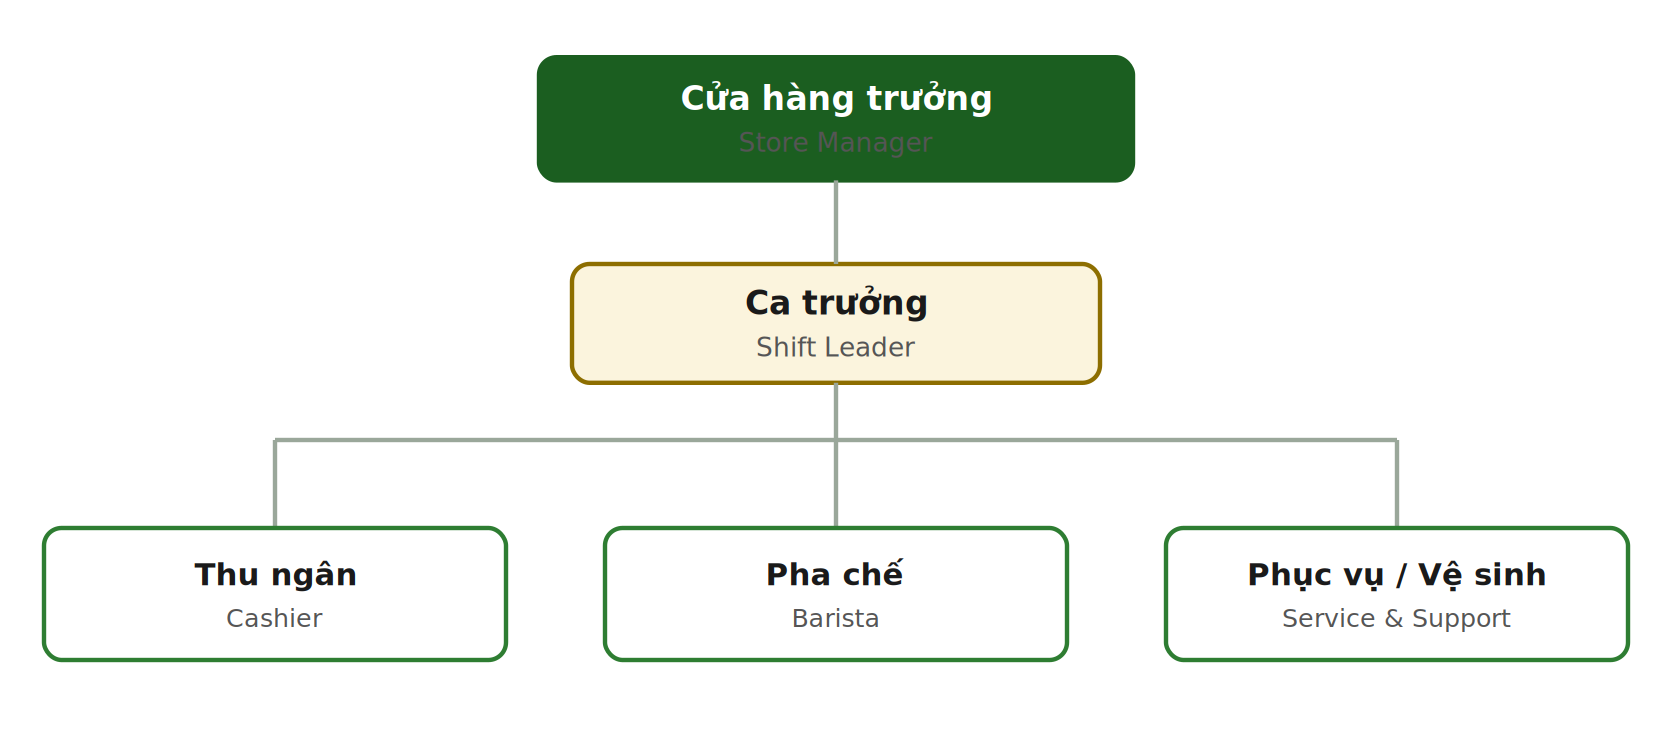 Cửa hàng trưởng
Store Manager
Ca trưởng
Shift Leader
Thu ngân
Cashier
Pha chế
Barista
Phục vụ / Vệ sinh
Service & Support